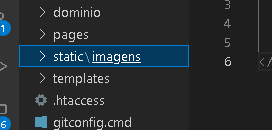 dominio
pages
static\imagens
templates
.htaccess
gitconfig.cmd
3
4
5
6
</
1
6